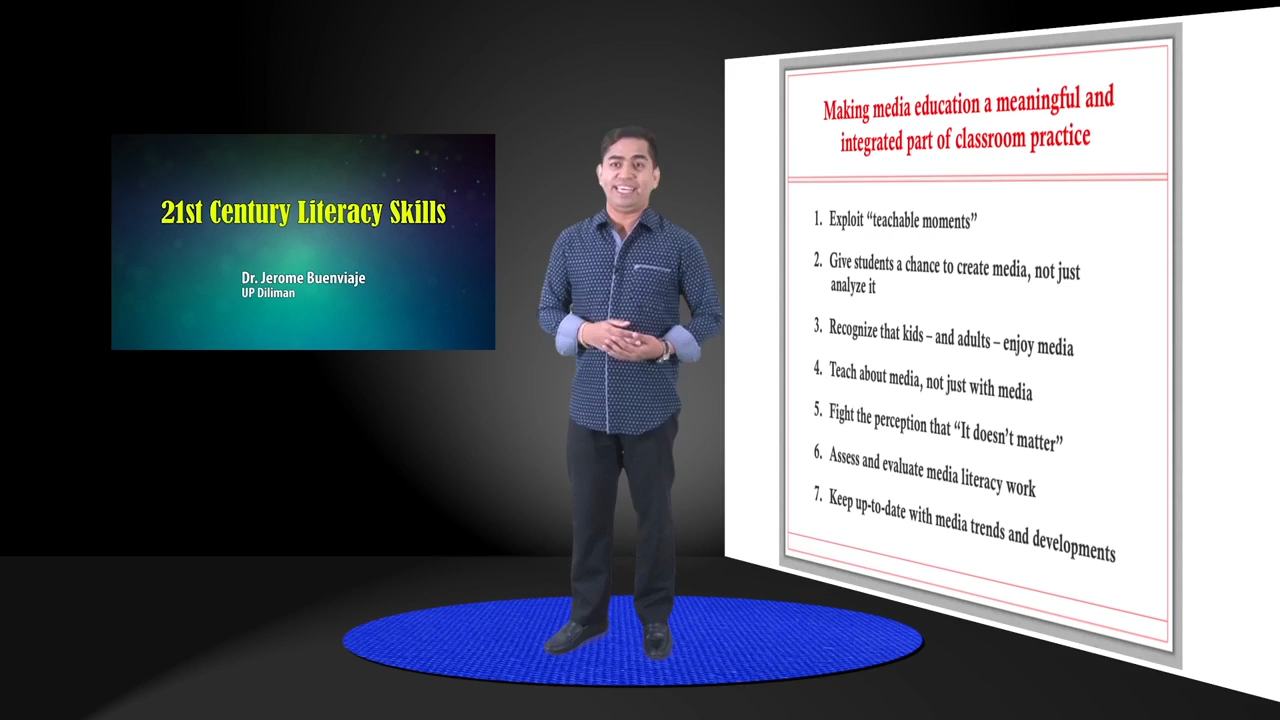 21st Century Literacy Skills
Dr. Jerome Buenviaje
UP Diliman
Making media education a meaningful and
integrated part of classroom practice
1. Exploit “teachable moments”
2. Give students a chance to create media, not just
analyze it
3. Recognize that kids – and adults – enjoy media
4. Teach about media, not just with media
5. Fight the perception that “It doesn’t matter”
6. Assess and evaluate media literacy work
7. Keep up-to-date with media trends and developments